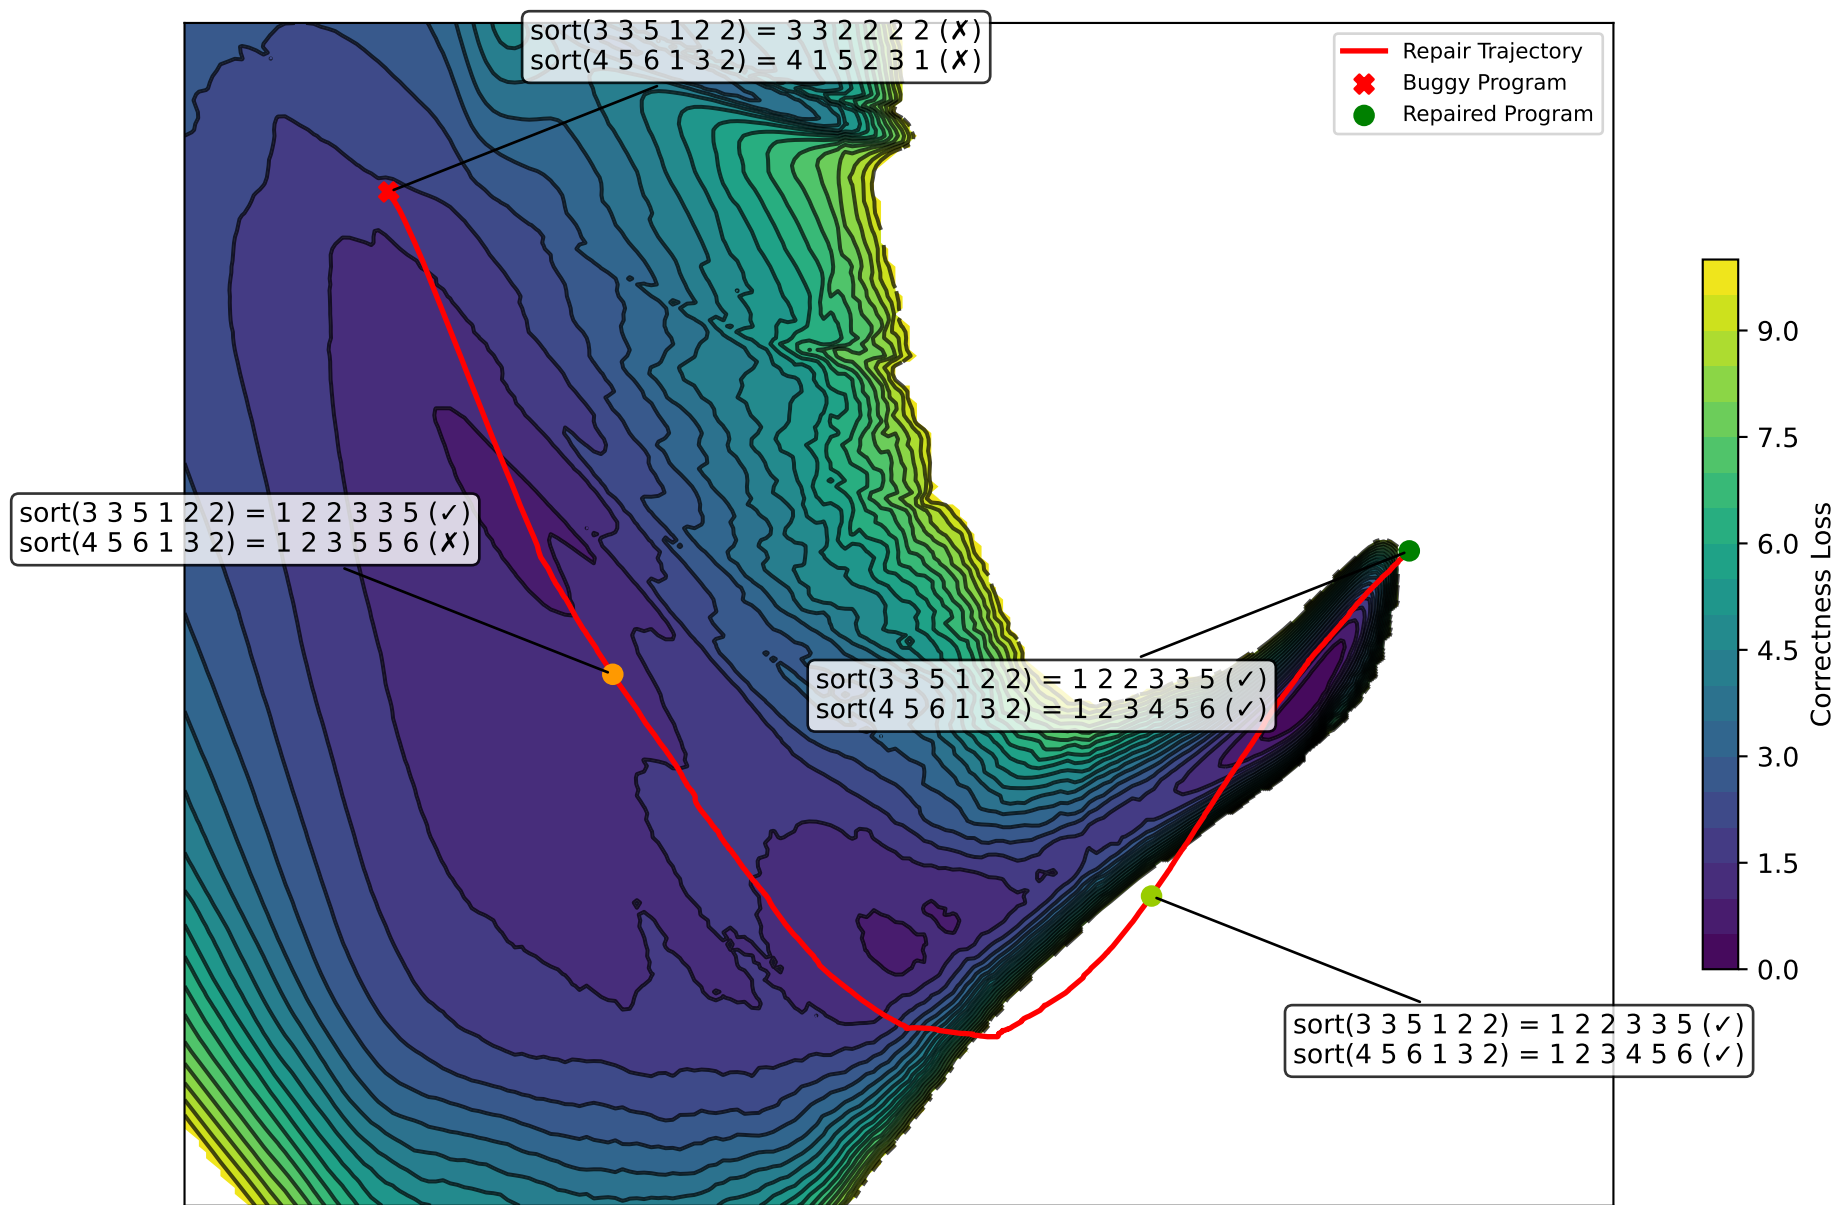 sort(3 3 5 1 2 2) = 3 3 2 2 2 2 (✗)
sort(4 5 6 1 3 2) = 4 1 5 2 3 1 (✗)
Repair Trajectory
Buggy Program
Repaired Program
sort(3 3 5 1 2 2) = 1 2 2 3 3 5 (✓)
sort(4 5 6 1 3 2) = 1 2 3 5 5 6 (✗)
sort(3 3 5 1 2 2) = 1 2 2 3 3 5 (✓)
sort(4 5 6 1 3 2) = 1 2 3 4 5 6 (✓)
sort(3 3 5 1 2 2) = 1 2 2 3 3 5 (✓)
sort(4 5 6 1 3 2) = 1 2 3 4 5 6 (✓)
9.0
7.5
6.0
4.5
3.0
1.5
0.0
Correctness Loss